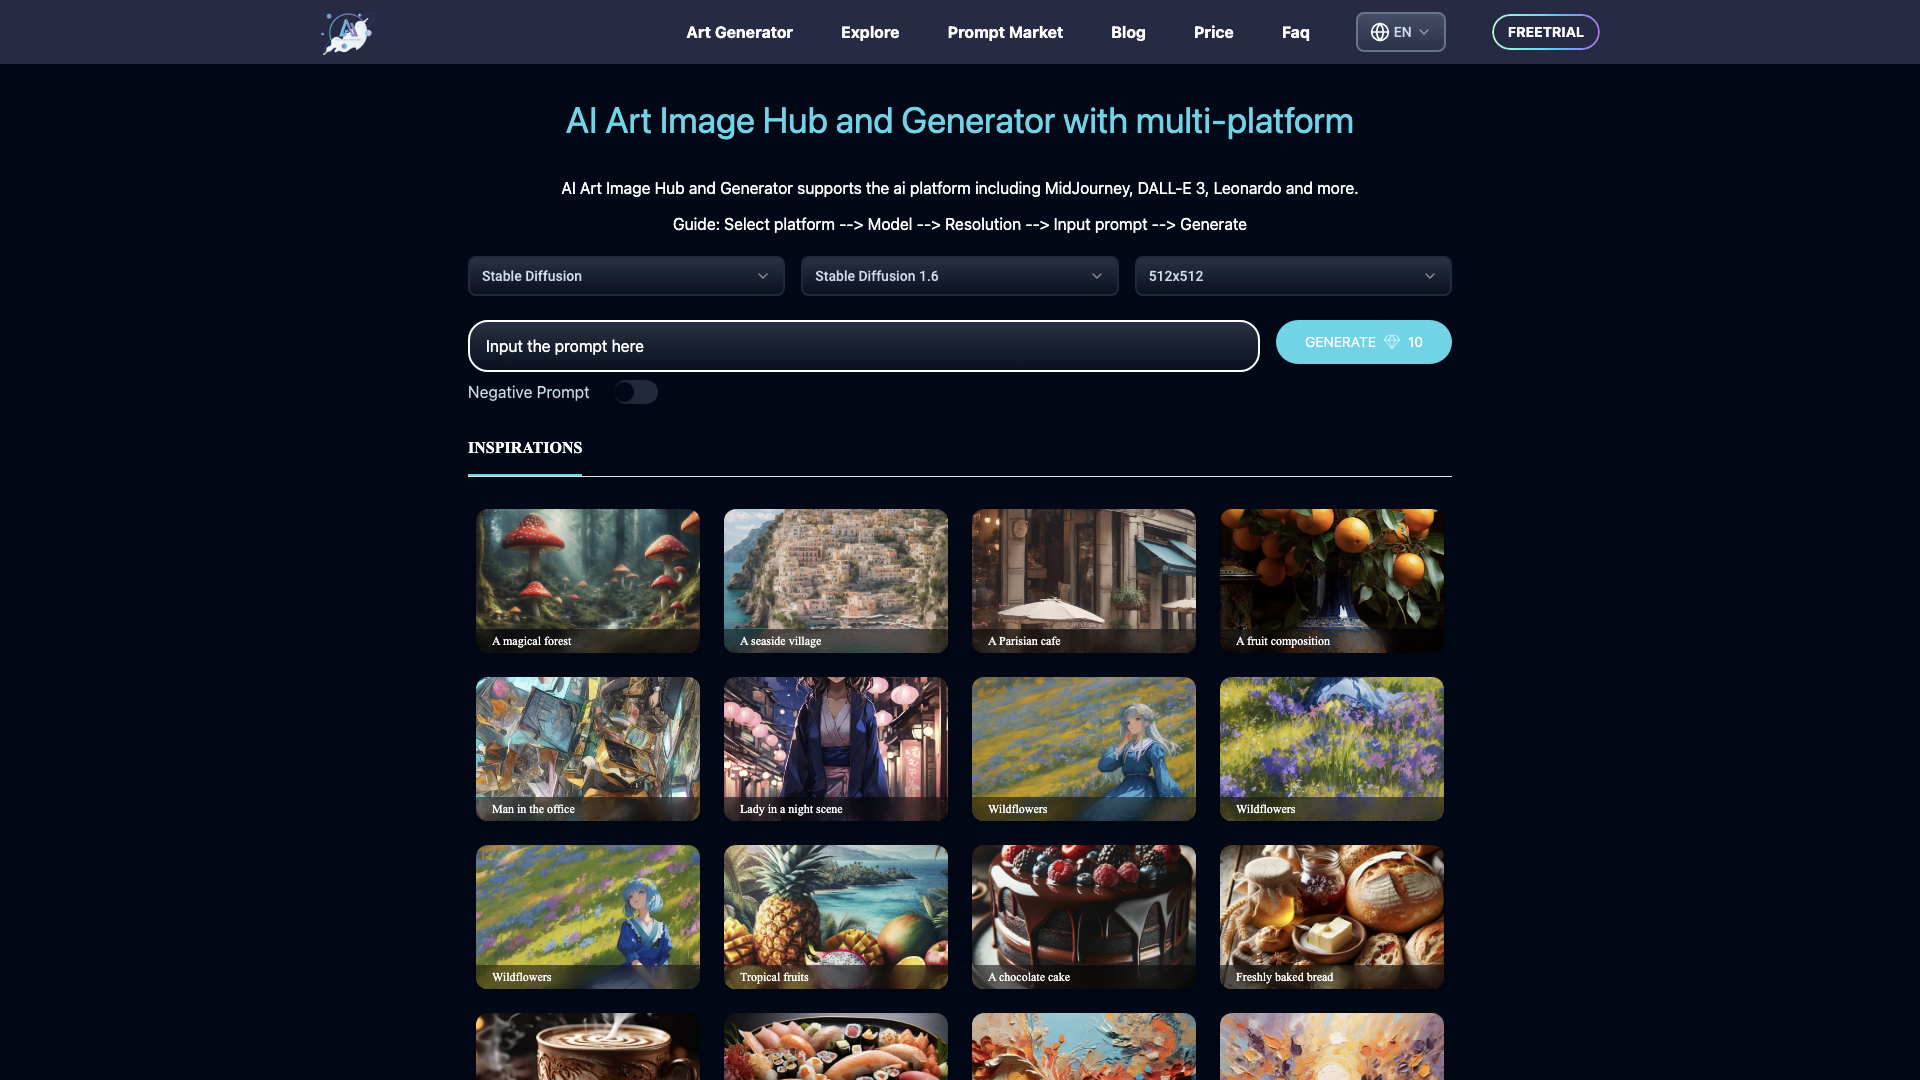 Art Generator Explore Prompt Market Blog Price Faq EN FREETRIAL
AI Art Image Hub and Generator with multi-platform
AI Art Image Hub and Generator supports the ai platform including MidJourney, DALL-E 3, Leonardo and more.
Guide: Select platform --> Model --> Resolution --> Input prompt --> Generate
Stable Diffusion Stable Diffusion 1.6 512x512
Input the prompt here GENERATE 10
Negative Prompt
INSPIRATIONS
A magical forest A seaside village A Parisian cafe A fruit composition
Man in the office Lady in a night scene Wildflowers Wildflowers
Wildflowers Tropical fruits A chocolate cake Freshly baked bread